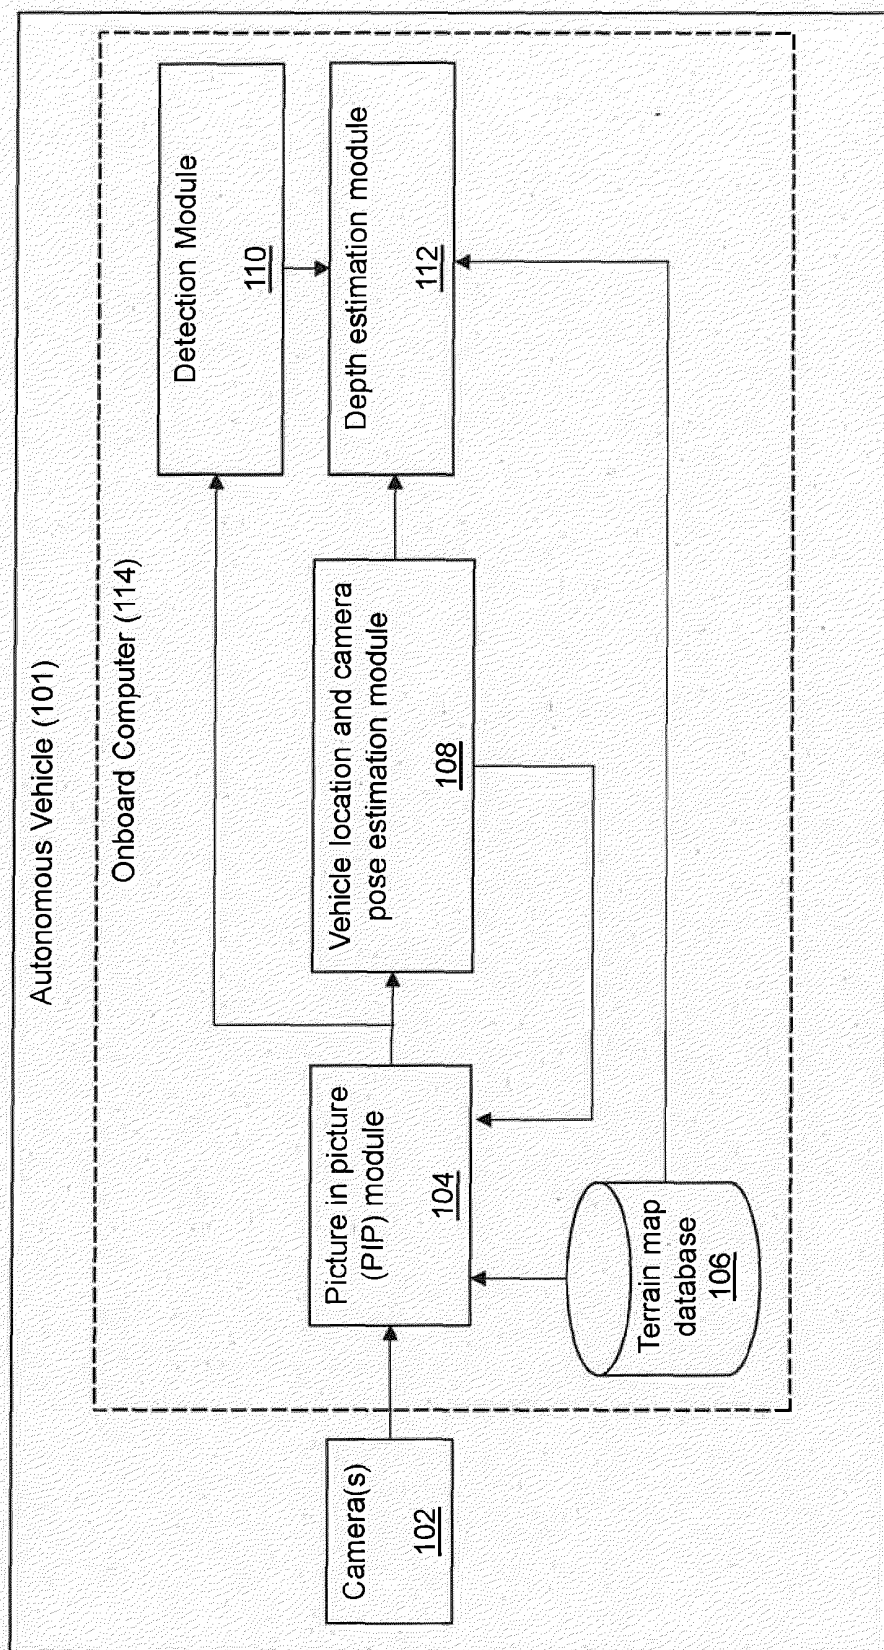 Autonomous Vehicle (101)
Onboard Computer (114)
Camera(s)
102
Picture in picture
(PIP) module
104
Terrain map
database
106
Vehicle location and camera
pose estimation module
108
Detection Module
110
Depth estimation module
112